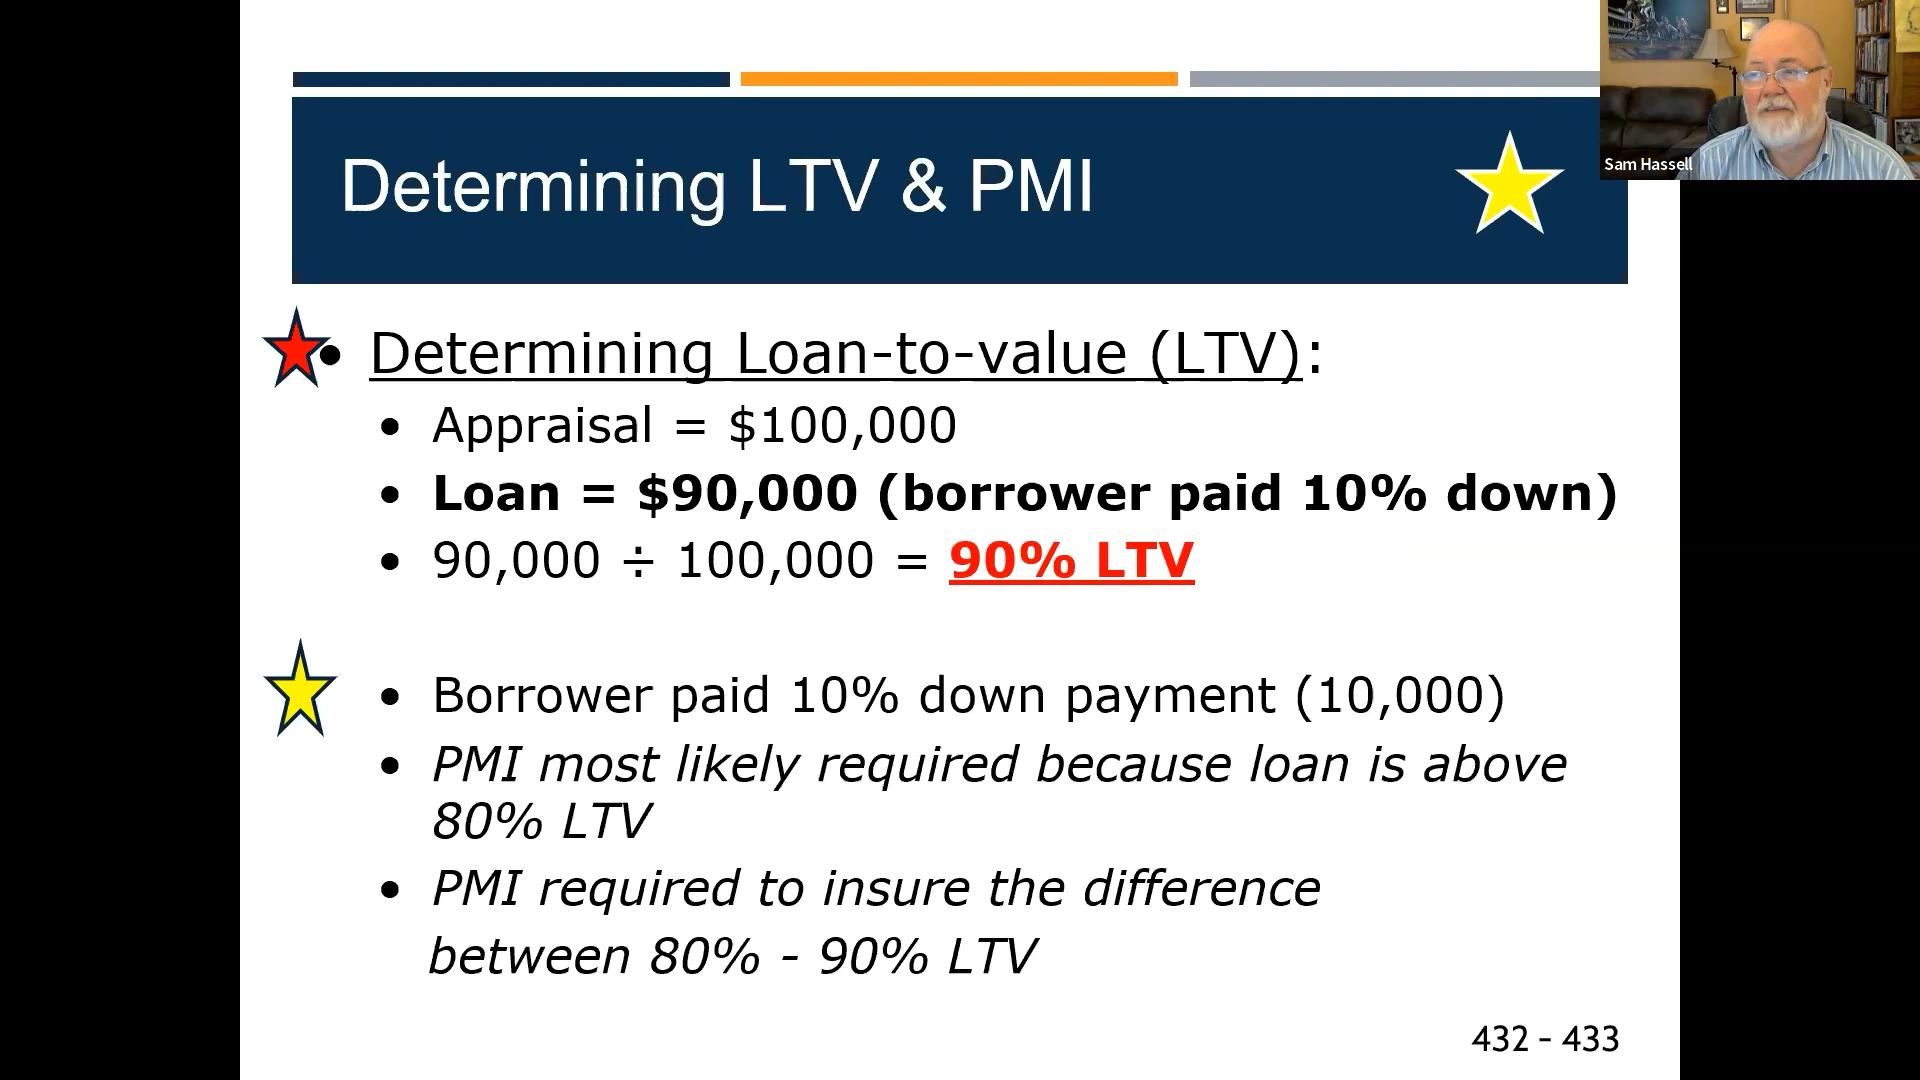 Determining LTV & PMI
Sam Hassell
• Determining Loan-to-value (LTV):
• Appraisal = $100,000
• Loan = $90,000 (borrower paid 10% down)
• 90,000 ÷ 100,000 = 90% LTV
• Borrower paid 10% down payment (10,000)
• PMI most likely required because loan is above
80% LTV
• PMI required to insure the difference
between 80% - 90% LTV
432 - 433